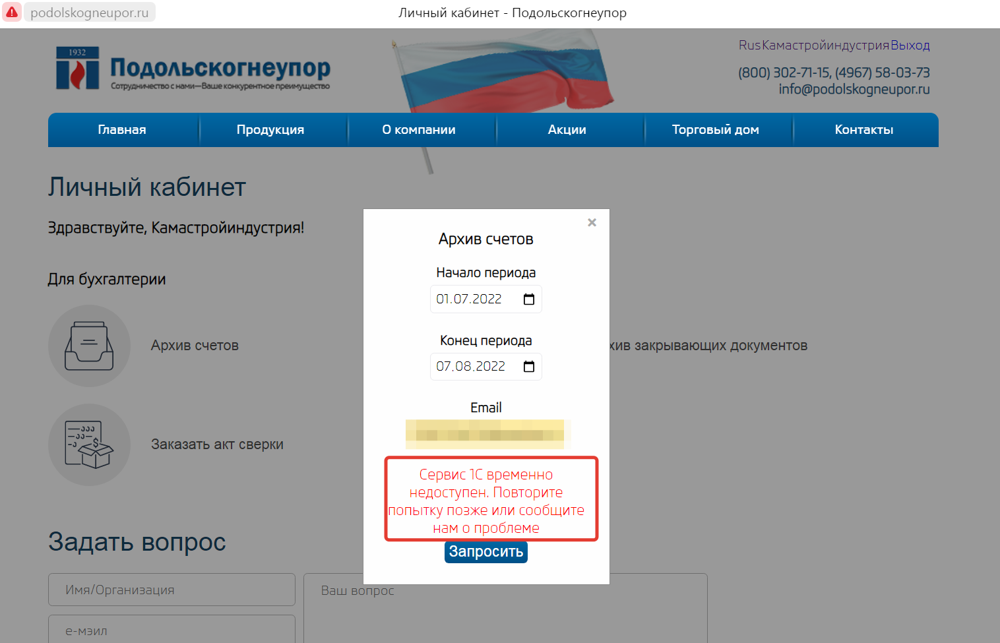 podolskogneupor.ru
Личный кабинет - Подольскогнеупор
1932
Подольскогнеупор
Сотрудничество с нами—Ваше конкурентное преимущество
RusКамастройиндустрияВыход
(800) 302-71-15, (4967) 58-03-73
info@podolskogneupor.ru
Главная
Продукция
О компании
Акции
Торговый дом
Контакты
Личный кабинет
Здравствуйте, Камастройиндустрия!
Для бухгалтерии
Архив счетов
хив закрывающих документов
Заказать акт сверки
Архив счетов
Начало периода
01.07.2022
Конец периода
07.08.2022
Email
Сервис 1С временно
недоступен. Повторите
попытку позже или сообщите
нам о проблеме
Запросить
Задать вопрос
Имя/Организация
Ваш вопрос
е-мэил